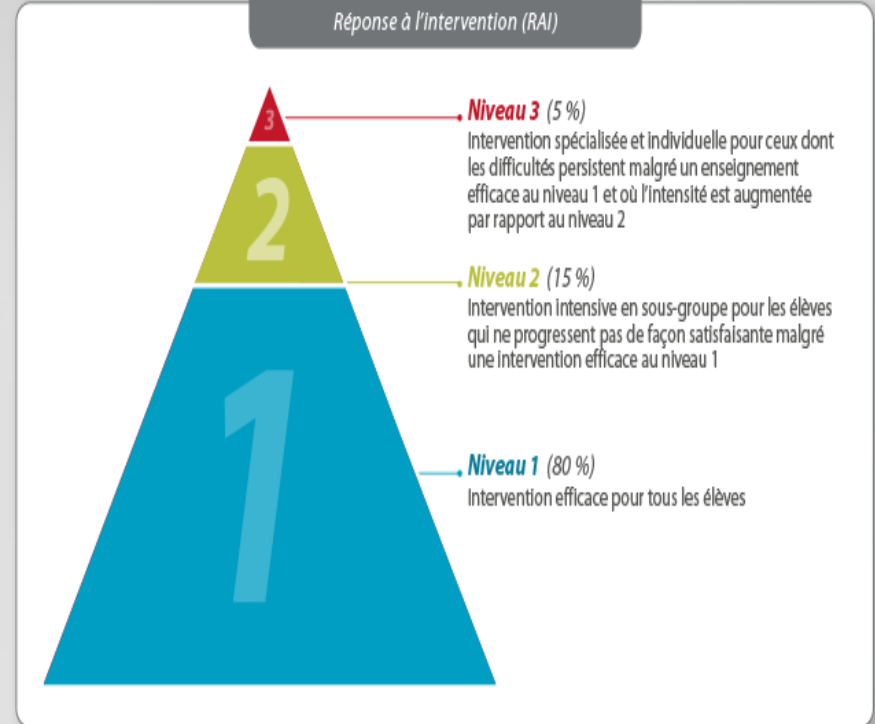 Réponse à l'intervention (RAI)
3
Niveau 3 (5 %)
Intervention spécialisée et individuelle pour ceux dont
les difficultés persistent malgré un enseignement
efficace au niveau 1 et où l'intensité est augmentée
par rapport au niveau 2
2
Niveau 2 (15 %)
Intervention intensive en sous-groupe pour les élèves
qui ne progressent pas de façon satisfaisante malgré
une intervention efficace au niveau 1
1
Niveau 1 (80 %)
Intervention efficace pour tous les élèves